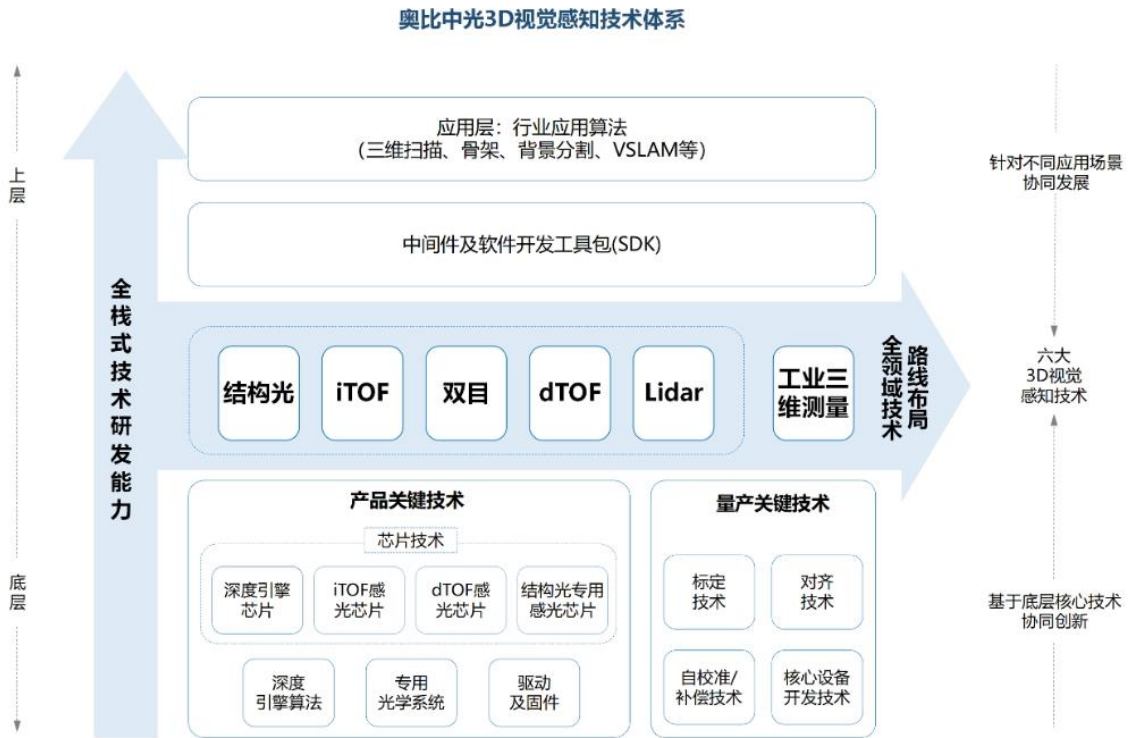 奥比中光3D视觉感知技术体系
上
层
底
层
全
栈
式
技
术
研
发
能
力
应用层：行业应用算法
（三维扫描、骨架、背景分割、VSLAM等）
中间件及软件开发工具包(SDK)
结构光
iTOF
双目
dTOF
Lidar
工业三
维测量
全领域技术
路线布局
产品关键技术
芯片技术
深度引擎
芯片
iTOF感
光芯片
dTOF感
光芯片
结构光专用
感光芯片
深度
引擎算法
专用
光学系统
驱动
及固件
量产关键技术
标定
技术
对齐
技术
自校准/
补偿技术
核心设备
开发技术
针对不同应用场景
协同发展
六大
3D视觉
感知技术
基于底层核心技术
协同创新